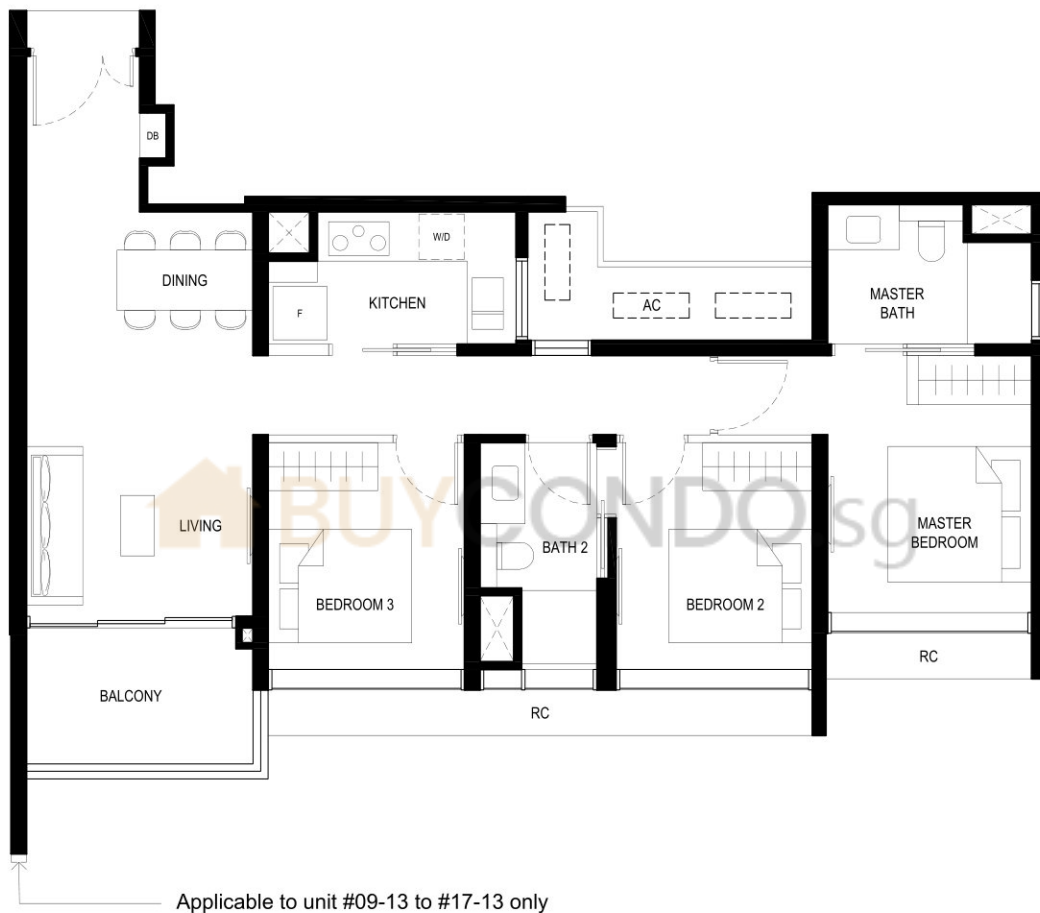 DB
W/D
DINING
KITCHEN
F
AC
MASTER
BATH
BUYCONDO.sg
LIVING
BATH 2
MASTER
BEDROOM
BEDROOM 3
BEDROOM 2
RC
BALCONY
RC
Applicable to unit #09-13 to #17-13 only